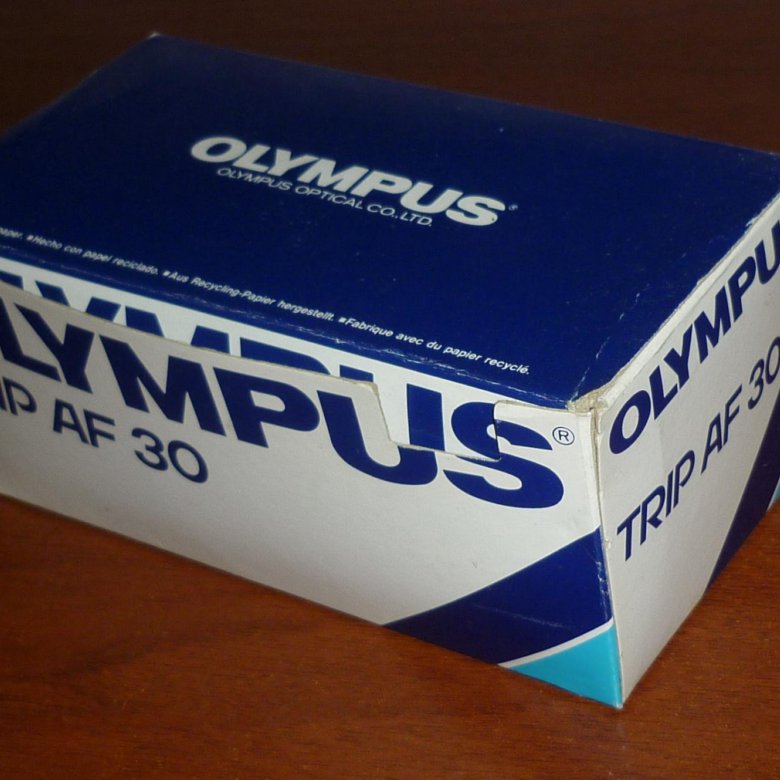 OLYMPUS®
OLYMPUS OPTICAL CO.,LTD.
paper. ■Hecho con papel reciclado. ■Aus Recycling-Papier hergestellt. ■Fabrique avec du papier recyclé.
OLYMPUS®
TRIP AF 30
OLYMPUS
TRIP AF 30